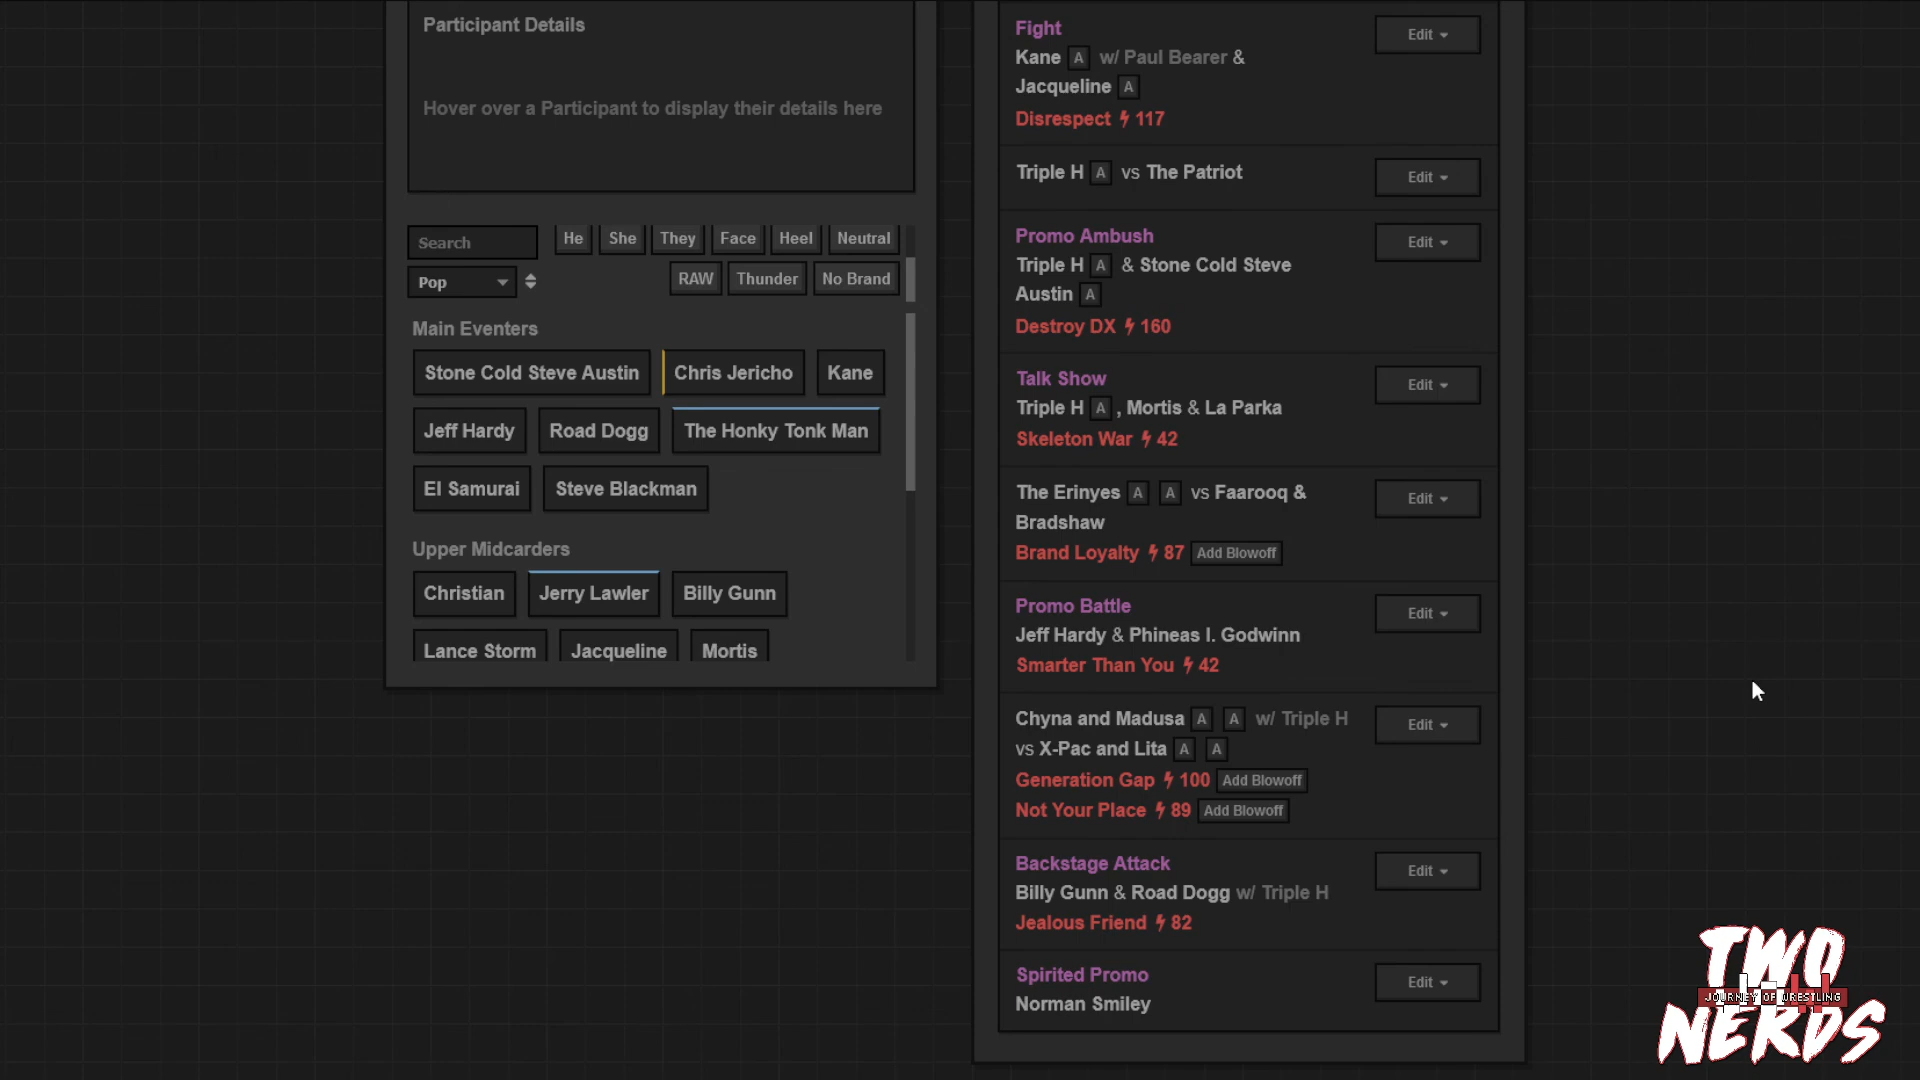 Participant Details
Hover over a Participant to display their details here
Search
He
She
They
Face
Heel
Neutral
Pop
RAW
Thunder
No Brand
Main Eventers
Stone Cold Steve Austin
Chris Jericho
Kane
Jeff Hardy
Road Dogg
The Honky Tonk Man
El Samurai
Steve Blackman
Upper Midcarders
Christian
Jerry Lawler
Billy Gunn
Lance Storm
Jacqueline
Mortis
Fight
Edit
Kane A w/ Paul Bearer &
Jacqueline A
Disrespect 117
Triple H A vs The Patriot
Edit
Promo Ambush
Edit
Triple H A & Stone Cold Steve
Austin A
Destroy DX 160
Talk Show
Edit
Triple H A , Mortis & La Parka
Skeleton War 42
The Erinyes A A vs Faarooq &
Edit
Bradshaw
Brand Loyalty 87 Add Blowoff
Promo Battle
Edit
Jeff Hardy & Phineas I. Godwinn
Smarter Than You 42
Chyna and Madusa A A w/ Triple H
Edit
vs X-Pac and Lita A A
Generation Gap 100 Add Blowoff
Not Your Place 89 Add Blowoff
Backstage Attack
Edit
Billy Gunn & Road Dogg w/ Triple H
Jealous Friend 82
Spirited Promo
Edit
Norman Smiley
TWO
JOURNEY OF WRESTLING
NERDS